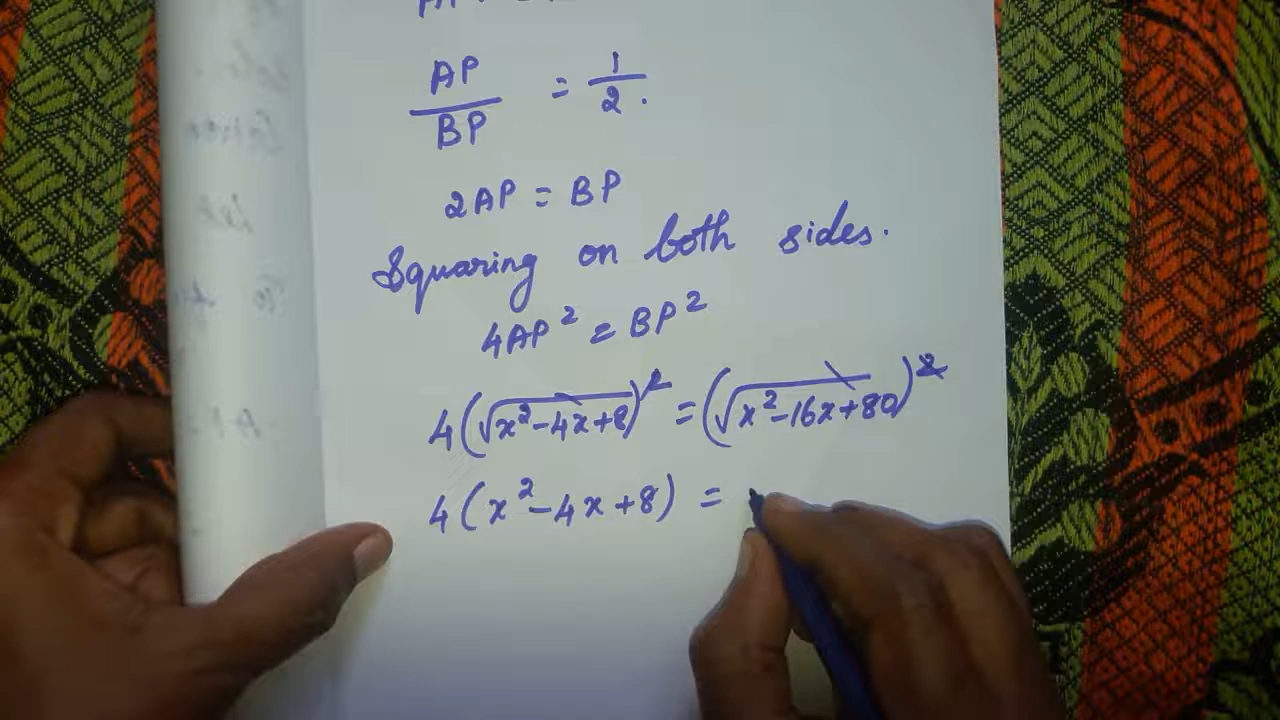 AP/BP = 1/2.
2AP = BP
Squaring on both sides.
4AP² = BP²
4(√x²-4x+8)² = (√x²-16x+80)²
4(x²-4x+8) =